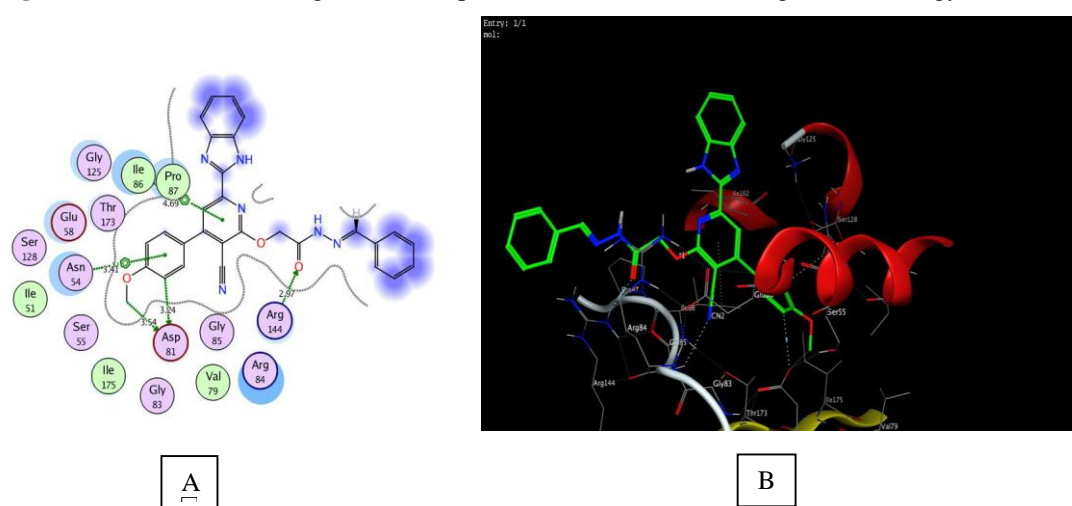 Entry: 1/1
mol:
N
NH
Gly
125
Ile
86
Pro
87
4.69
Thr
173
Glu
58
N
O
NH
N
H
O
Ser
128
Asn
54
3.41
N
O
2.97
Ile
51
3.54
3.24
Ser
55
Asp
81
Gly
85
Arg
144
Arg
84
Ile
175
Gly
83
Val
79
Gly125
Ser128
Arg84
CN2
Ser55
Arg144
Gly83
Thr173
Ile175
Val79
A
B